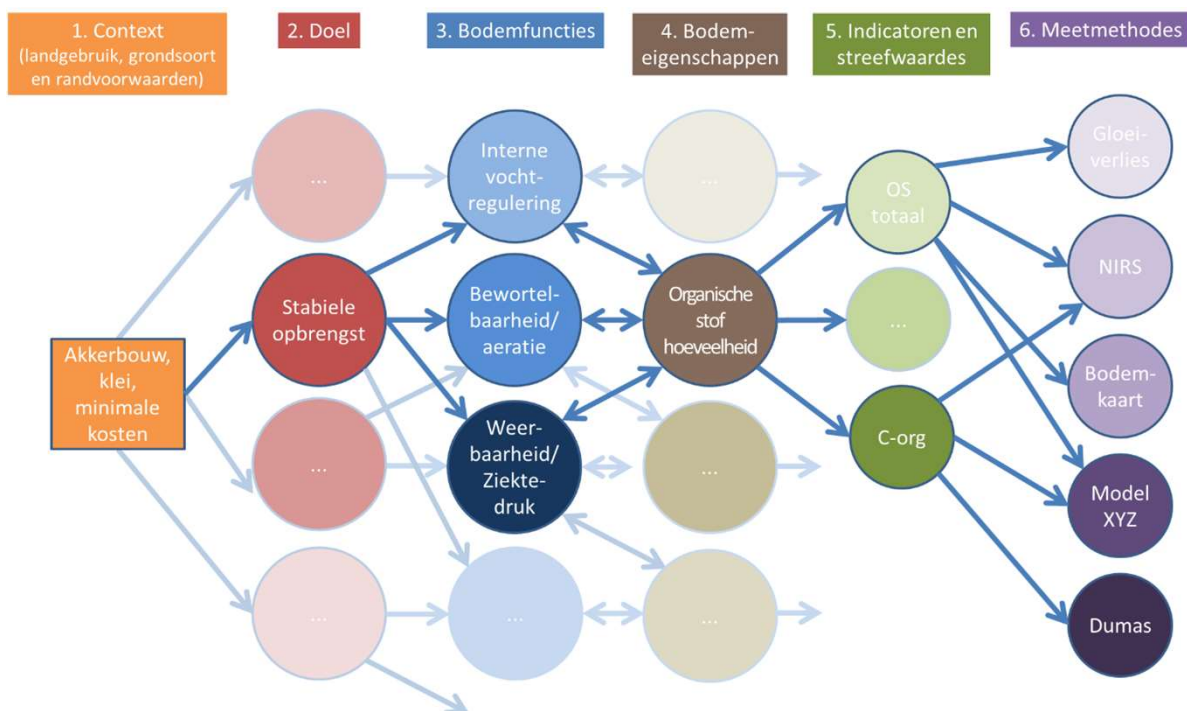 1. Context
(landgebruik, grondsoort
en randvoorwaarden)
2. Doel
3. Bodemfuncties
4. Bodem-
eigenschappen
5. Indicatoren en
streefwaardes
6. Meetmethodes
Akkerbouw,
klei,
minimale
kosten
...
Stabiele
opbrengst
...
...
Interne
vocht-
regulering
Bewortel-
baarheid/
aeratie
Weer-
baarheid/
Ziekte-
druk
...
...
Organische
stof
hoeveelheid
...
...
OS
totaal
...
C-org
Gloei-
verlies
NIRS
Bodem-
kaart
Model
XYZ
Dumas